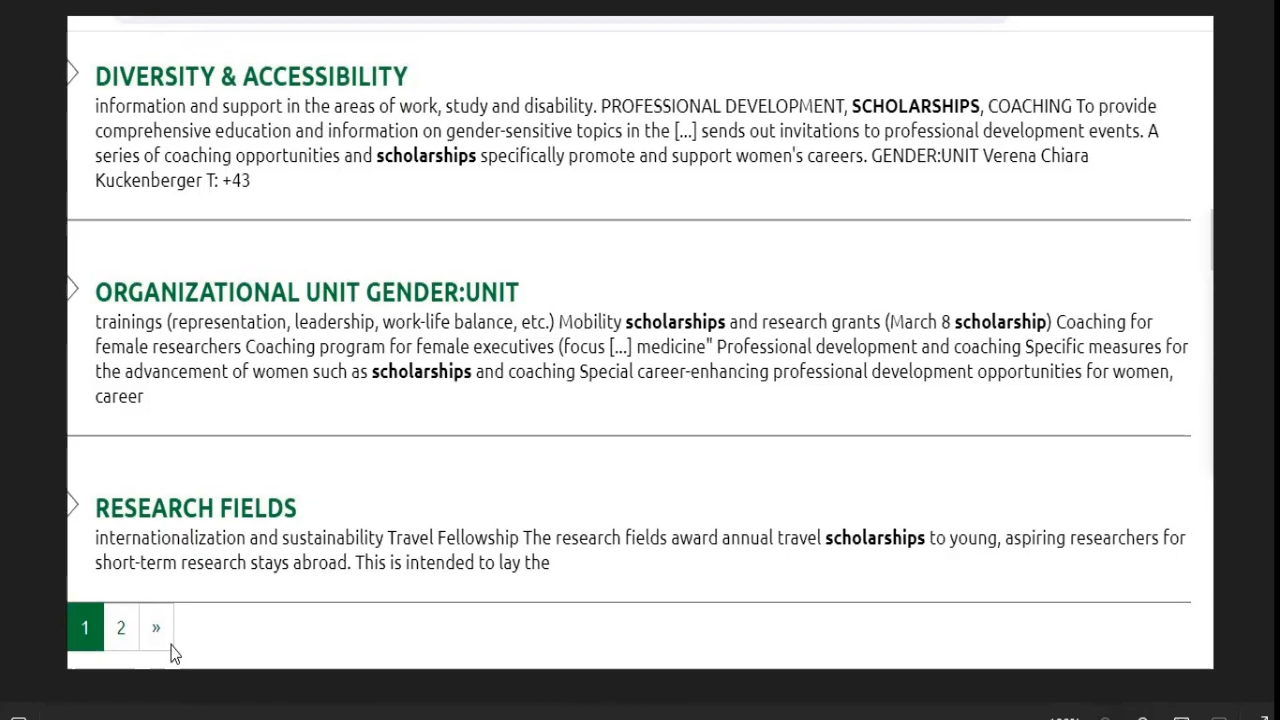 DIVERSITY & ACCESSIBILITY
information and support in the areas of work, study and disability. PROFESSIONAL DEVELOPMENT, SCHOLARSHIPS, COACHING To provide
comprehensive education and information on gender-sensitive topics in the [...] sends out invitations to professional development events. A
series of coaching opportunities and scholarships specifically promote and support women's careers. GENDER:UNIT Verena Chiara
Kuckenberger T: +43
ORGANIZATIONAL UNIT GENDER:UNIT
trainings (representation, leadership, work-life balance, etc.) Mobility scholarships and research grants (March 8 scholarship) Coaching for
female researchers Coaching program for female executives (focus [...] medicine" Professional development and coaching Specific measures for
the advancement of women such as scholarships and coaching Special career-enhancing professional development opportunities for women,
career
RESEARCH FIELDS
internationalization and sustainability Travel Fellowship The research fields award annual travel scholarships to young, aspiring researchers for
short-term research stays abroad. This is intended to lay the
1 2 »